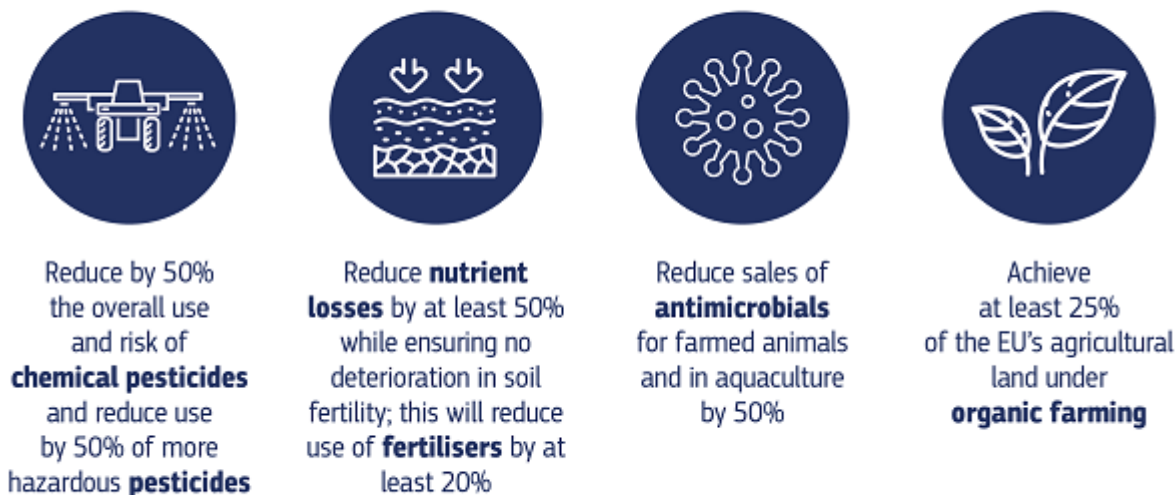 Reduce by 50%
the overall use
and risk of
chemical pesticides
and reduce use
by 50% of more
hazardous pesticides
Reduce nutrient
losses by at least 50%
while ensuring no
deterioration in soil
fertility; this will reduce
use of fertilisers by at
least 20%
Reduce sales of
antimicrobials
for farmed animals
and in aquaculture
by 50%
Achieve
at least 25%
of the EU's agricultural
land under
organic farming